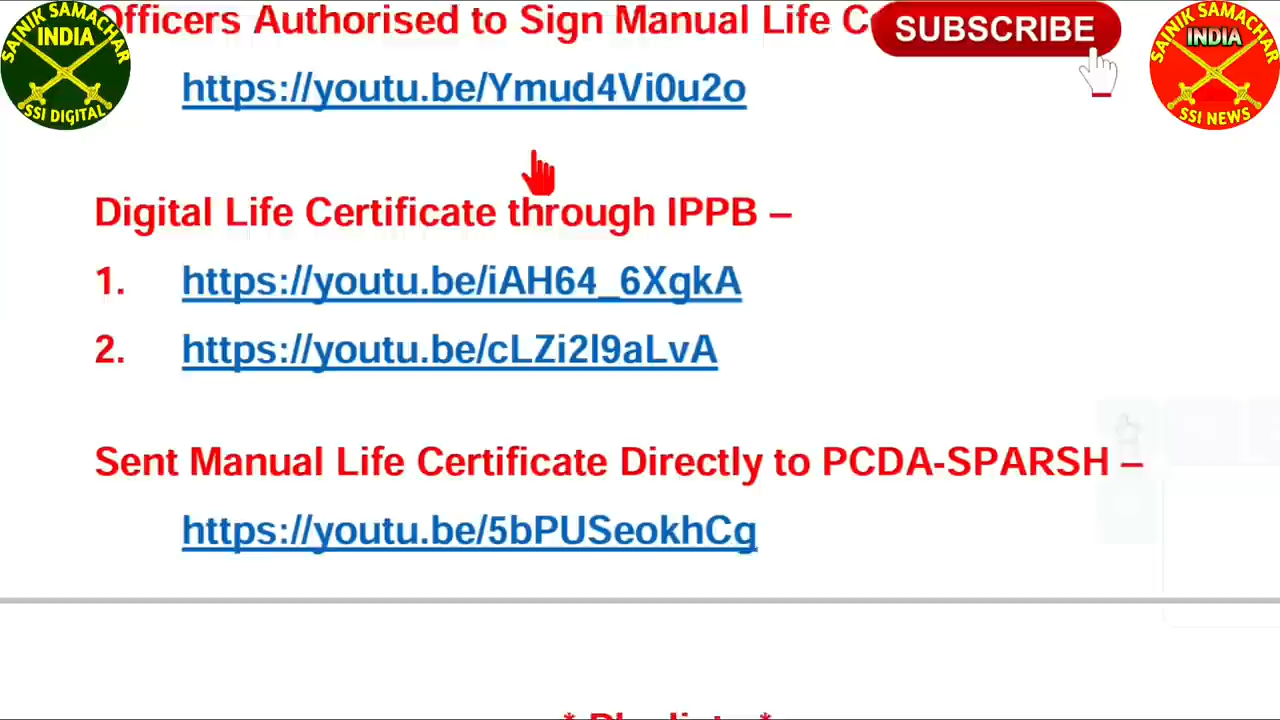 Officers Authorised to Sign Manual Life
SUBSCRIBE
SAINIK SAMACHAR
INDIA
SSI DIGITAL
SAINIK SAMACHAR
INDIA
SSI NEWS
https://youtu.be/Ymud4Vi0u2o
Digital Life Certificate through IPPB –
1. https://youtu.be/iAH64_6XgkA
2. https://youtu.be/cLZi2l9aLvA
Sent Manual Life Certificate Directly to PCDA-SPARSH –
https://youtu.be/5bPUSeokhCg